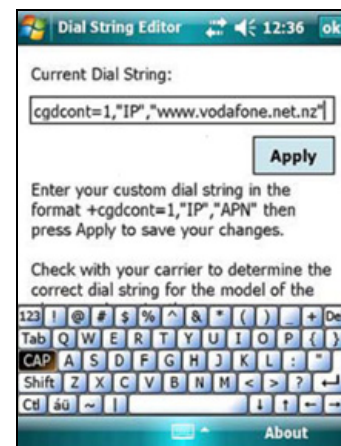 Dial String Editor 12:36 ok
Current Dial String:
cgdcont=1,"IP","www.vodafone.net.nz"
Apply
Enter your custom dial string in the
format +cgdcont=1,"IP","APN" then
press Apply to save your changes.
Check with your carrier to determine the
correct dial string for the model of the
123 ! @ # $ % ^ & * ( ) _ + De
Tab Q W E R T Y U I O P { }
CAP A S D F G H J K L : "
Shift Z X C V B N M < > ? ↵
Ctl áü ~ | ↓ ↑ ← →
About